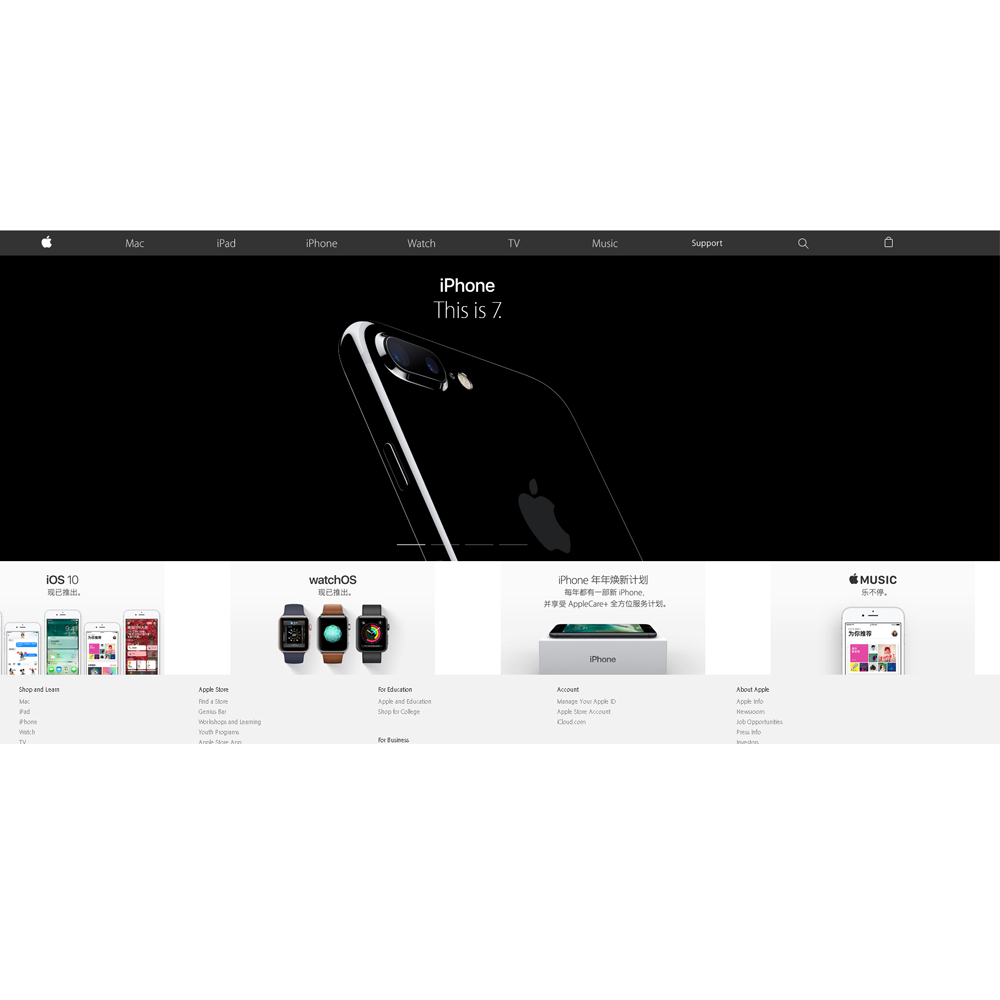 Mac iPad iPhone Watch TV Music Support
iPhone
This is 7.
iOS 10
现已推出。
watchOS
现已推出。
iPhone 年年焕新计划
每年都有一部新 iPhone,
并享受 AppleCare+ 全方位服务计划。
iPhone
MUSIC
乐不停。
为你推荐
Shop and Learn
Mac
iPad
iPhone
Watch
TV
Apple Store
Find a Store
Genius Bar
Workshops and Learning
Youth Programs
Apple Store App
For Education
Apple and Education
Shop for College
For Business
Account
Manage Your Apple ID
Apple Store Account
iCloud.com
About Apple
Apple Info
Newsroom
Job Opportunities
Press Info
Investors